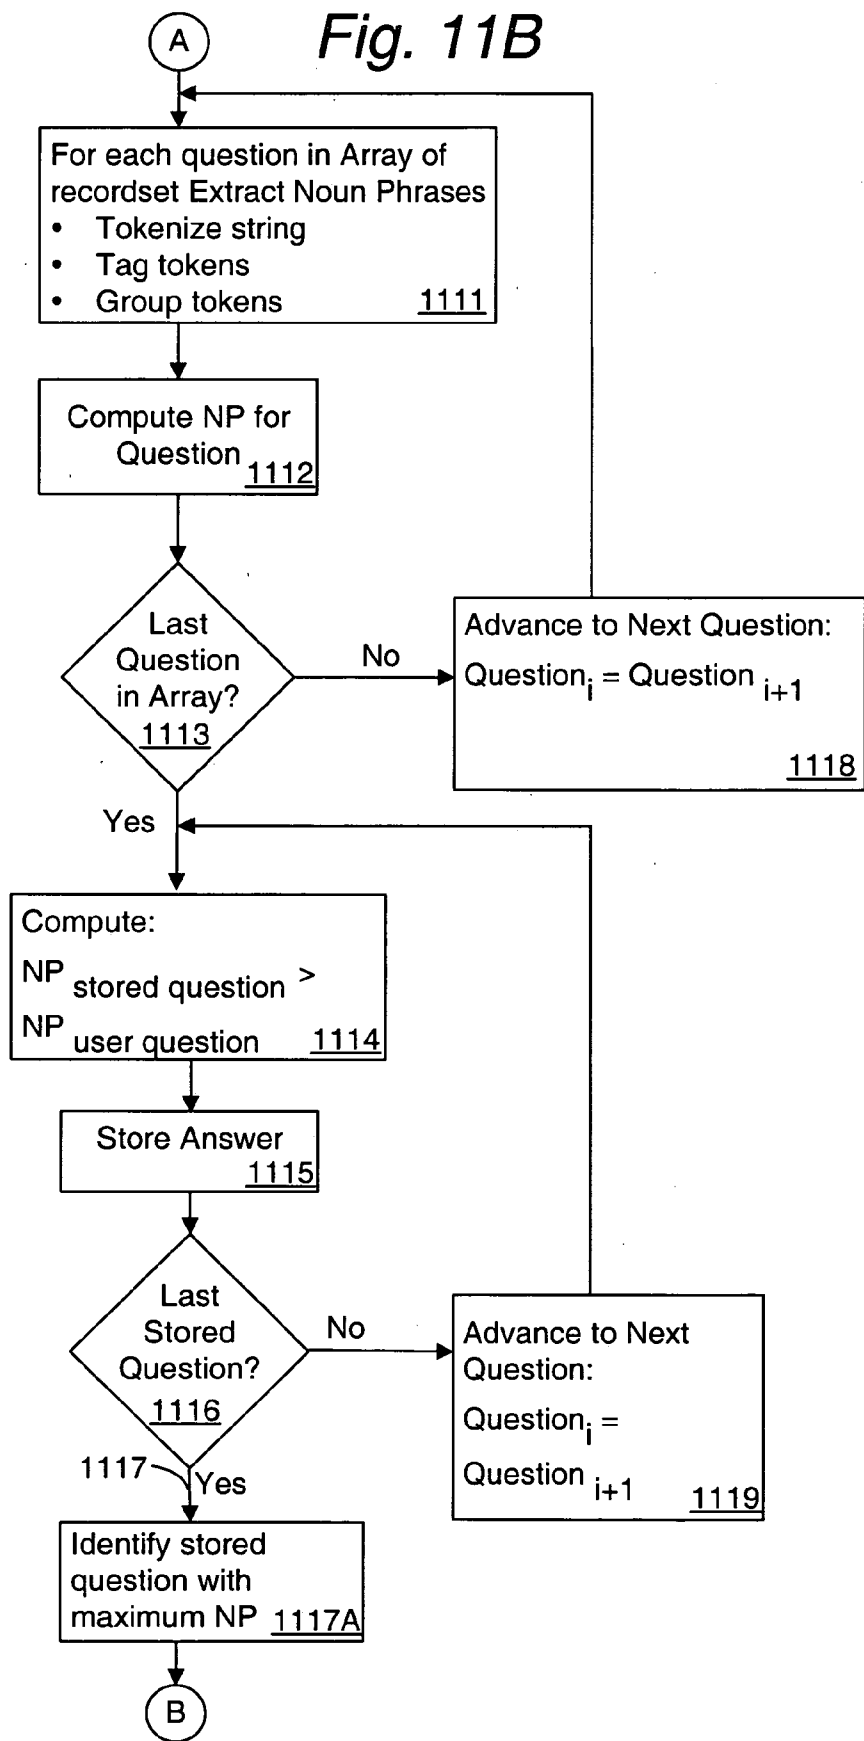 Fig. 11B
A
For each question in Array of
recordset Extract Noun Phrases
• Tokenize string
• Tag tokens
• Group tokens 1111
Compute NP for
Question 1112
Last
Question
in Array?
1113
No
Advance to Next Question:
Question i = Question i+1
1118
Yes
Compute:
NP stored question >
NP user question 1114
Store Answer
1115
Last
Stored
Question?
1116
No
Advance to Next
Question:
Question i =
Question i+1 1119
1117 Yes
Identify stored
question with
maximum NP 1117A
B